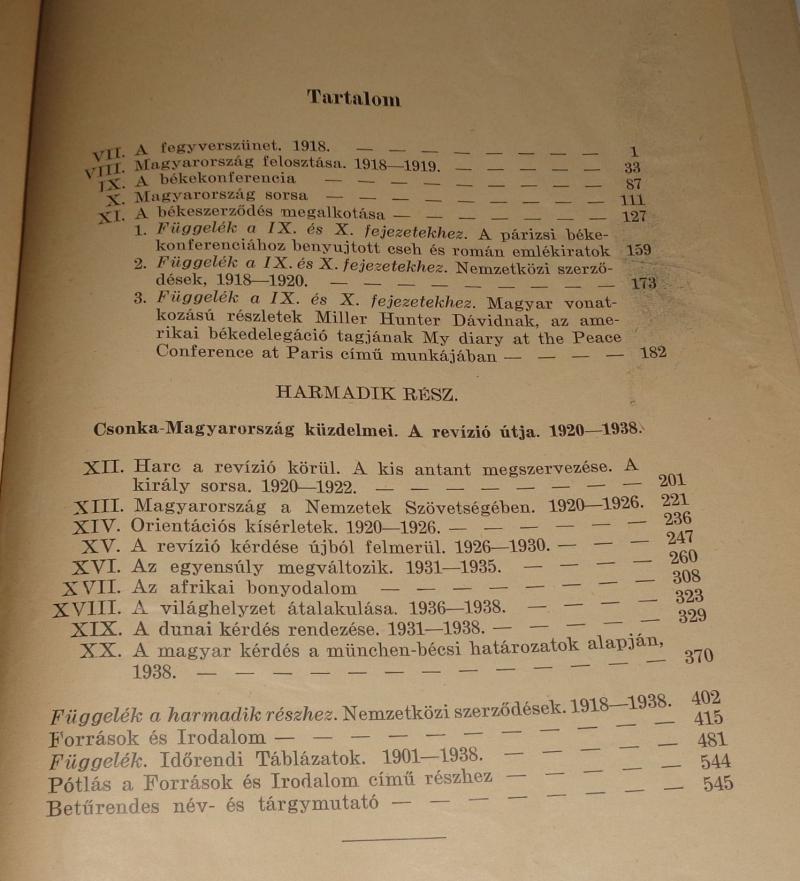 Tartalom
VII. A fegyverszünet. 1918. — — — — — — — 1
VIII. Magyarország felosztása. 1918—1919. — — — — — 33
IX. A békekonferencia — — — — — — — — 87
X. Magyarország sorsa — — — — — — — — 111
XI. A békeszerződés megalkotása — — — — — — 127
1. Függelék a IX. és X. fejezetekhez. A párizsi béke-
konferenciához benyujtott cseh és román emlékiratok 159
2. Függelék a IX. és X. fejezetekhez. Nemzetközi szerző-
dések, 1918—1920. — — — — — — — — 173
3. Függelék a IX. és X. fejezetekhez. Magyar vonat-
kozású részletek Miller Hunter Dávidnak, az ame-
rikai békedelegáció tagjának My diary at the Peace
Conference at Paris című munkájában — — — — 182
HARMADIK RÉSZ.
Csonka-Magyarország küzdelmei. A revízió útja. 1920—1938.
XII. Harc a revízió körül. A kis antant megszervezése. A
király sorsa. 1920—1922. — — — — — — — — 201
XIII. Magyarország a Nemzetek Szövetségében. 1920—1926. 221
XIV. Orientációs kísérletek. 1920—1926. — — — — — — 236
XV. A revízió kérdése újból felmerül. 1926—1930. — — — 247
XVI. Az egyensúly megváltozik. 1931—1935. — — — — 260
XVII. Az afrikai bonyodalom — — — — — — — — 308
XVIII. A világhelyzet átalakulása. 1936—1938. — — — — 323
XIX. A dunai kérdés rendezése. 1931—1938. — — — — — 329
XX. A magyar kérdés a münchen-bécsi határozatok alapján,
1938. — — — — — — — — — — — — 370
Függelék a harmadik részhez. Nemzetközi szerződések. 1918—1938. 402
Források és Irodalom — — — — — — — — — — — 415
Függelék. Időrendi Táblázatok. 1901—1938. — — — — — 481
Pótlás a Források és Irodalom című részhez — — — — — 544
Betűrendes név- és tárgymutató — — — — — — — — 545